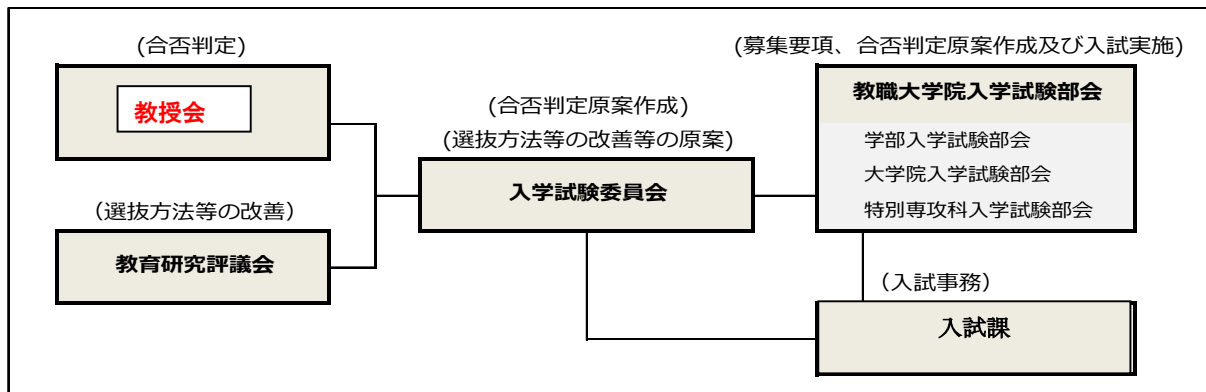 (合否判定)
教授会
(選抜方法等の改善)
教育研究評議会
(合否判定原案作成)
(選抜方法等の改善等の原案)
入学試験委員会
(募集要項、合否判定原案作成及び入試実施)
教職大学院入学試験部会
学部入学試験部会
大学院入学試験部会
特別専攻科入学試験部会
(入試事務)
入試課